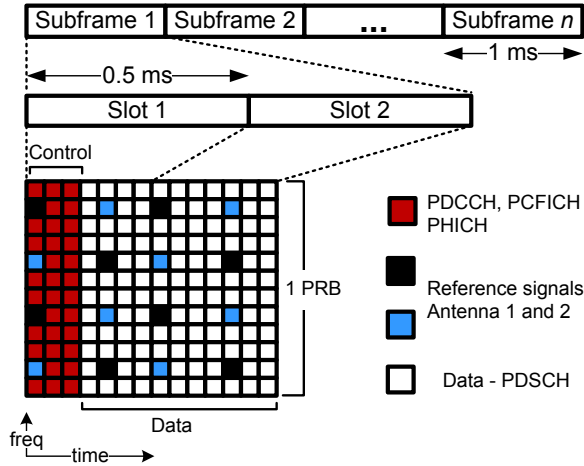 Subframe 1
Subframe 2
...
Subframe n
0.5 ms
1 ms
Slot 1
Slot 2
Control
PDCCH, PCFICH
PHICH
1 PRB
Reference signals
Antenna 1 and 2
Data - PDSCH
Data
freq
time